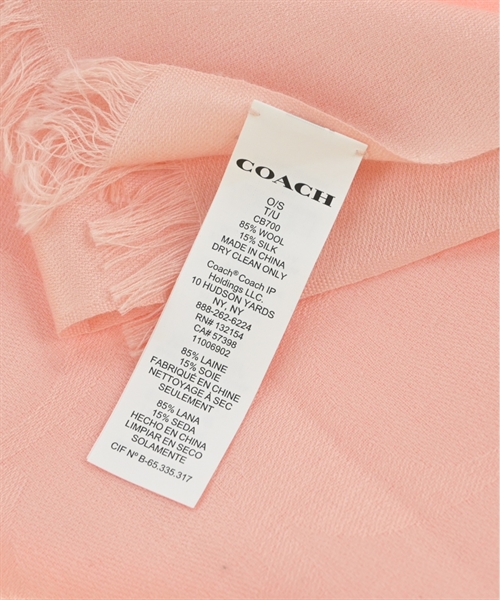 COACH
O/S
T/U
CB700
85% WOOL
15% SILK
MADE IN CHINA
DRY CLEAN ONLY
Coach® Coach IP
Holdings LLC.
10 HUDSON YARDS
NY, NY
888-262-6224
RN# 132154
CA# 57398
11006902
85% LAINE
15% SOIE
FABRIQUÉ EN CHINE
NETTOYAGE À SEC
SEULEMENT
85% LANA
15% SEDA
HECHO EN CHINA
LIMPIAR EN SECO
SOLAMENTE
CIF Nº B-65.335.317